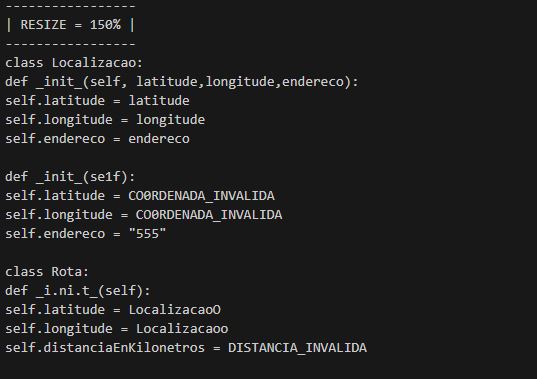 -----------------
| RESIZE = 150% |
-----------------
class Localizacao:
def _init_(self, latitude,longitude,endereco):
self.latitude = latitude
self.longitude = longitude
self.endereco = endereco

def _init_(se1f):
self.latitude = CO0RDENADA_INVALIDA
self.longitude = CO0RDENADA_INVALIDA
self.endereco = "555"

class Rota:
def _i.ni.t_(self):
self.latitude = LocalizacaoO
self.longitude = Localizacaoo
self.distanciaEnKilonetros = DISTANCIA_INVALIDA